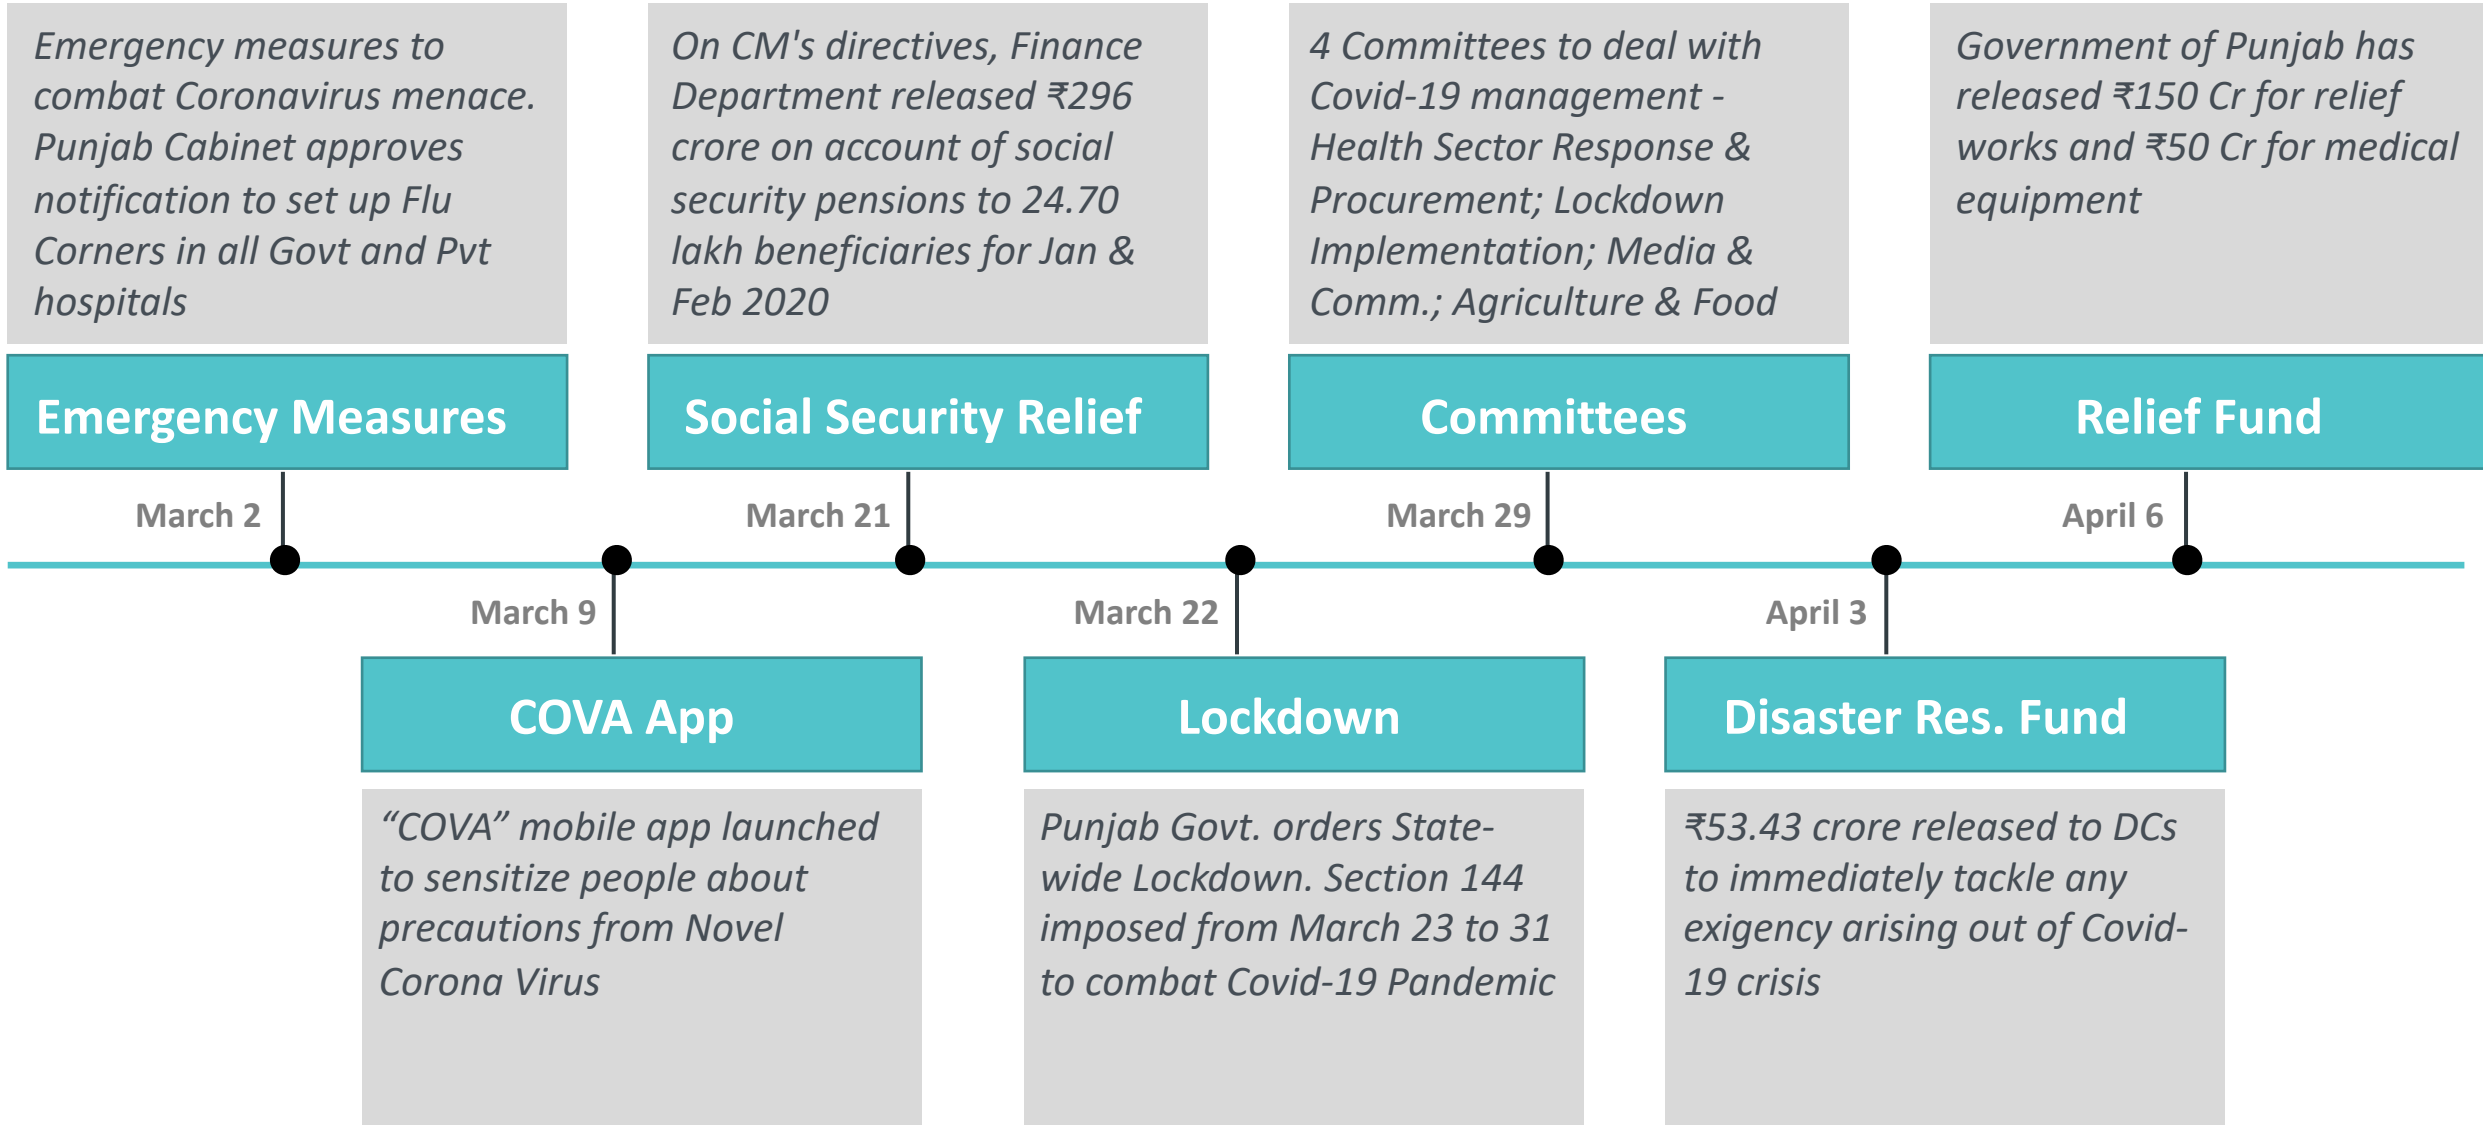 Emergency measures to
combat Coronavirus menace.
Punjab Cabinet approves
notification to set up Flu
Corners in all Govt and Pvt
hospitals
Emergency Measures
March 2
On CM's directives, Finance
Department released ₹296
crore on account of social
security pensions to 24.70
lakh beneficiaries for Jan &
Feb 2020
Social Security Relief
March 21
4 Committees to deal with
Covid-19 management -
Health Sector Response &
Procurement; Lockdown
Implementation; Media &
Comm.; Agriculture & Food
Committees
March 29
Government of Punjab has
released ₹150 Cr for relief
works and ₹50 Cr for medical
equipment
Relief Fund
April 6
March 9
COVA App
“COVA” mobile app launched
to sensitize people about
precautions from Novel
Corona Virus
March 22
Lockdown
Punjab Govt. orders State-
wide Lockdown. Section 144
imposed from March 23 to 31
to combat Covid-19 Pandemic
April 3
Disaster Res. Fund
₹53.43 crore released to DCs
to immediately tackle any
exigency arising out of Covid-
19 crisis